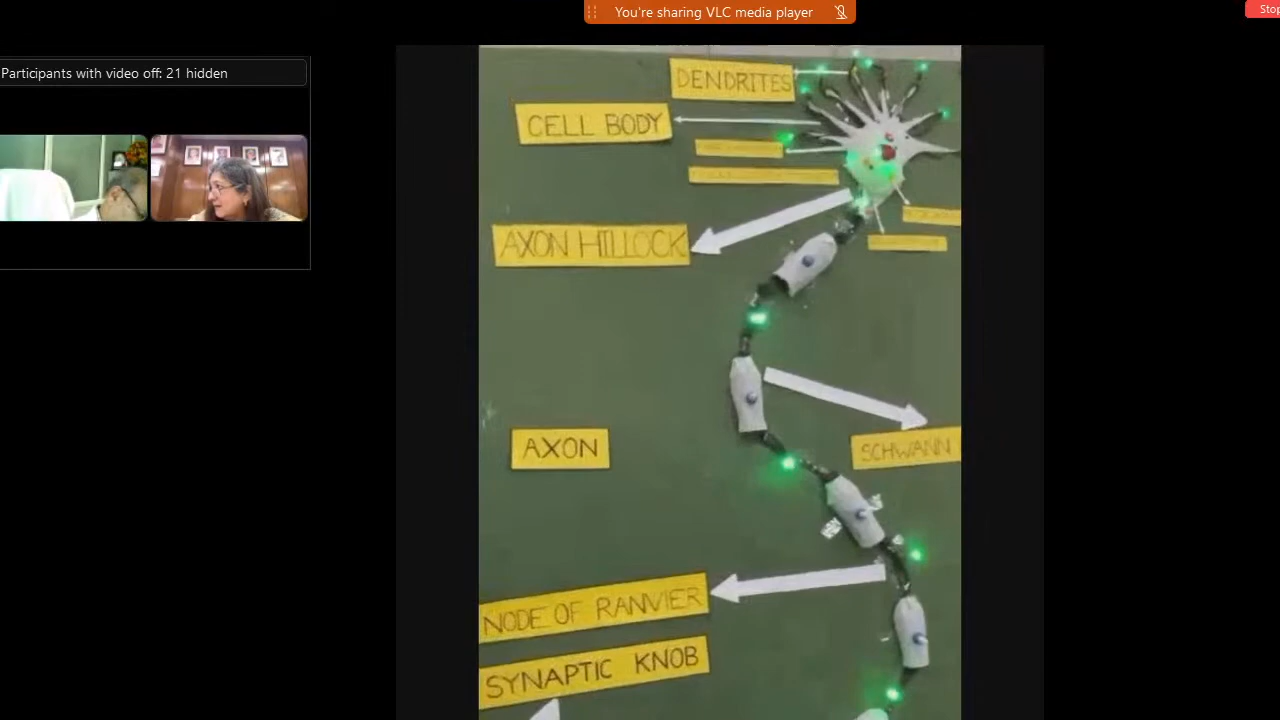 You're sharing VLC media player
Stop
Participants with video off: 21 hidden
DENDRITES
CELL BODY
AXON HILLOCK
AXON
SCHWANN
NODE OF RANVIER
SYNAPTIC KNOB